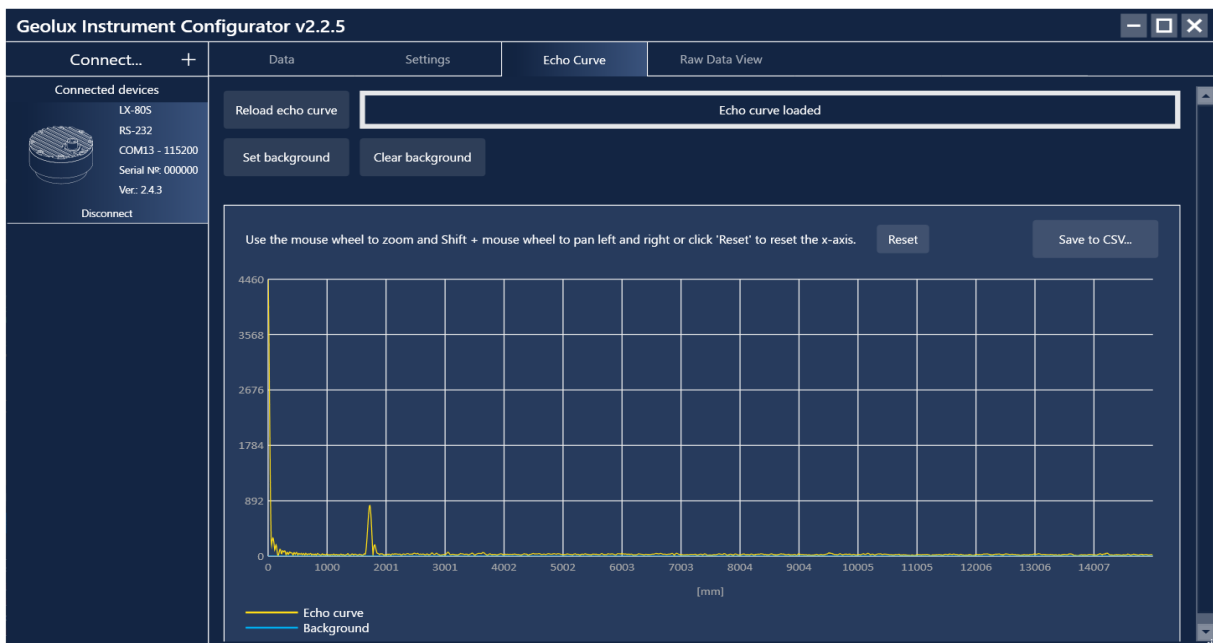 Geolux Instrument Configurator v2.2.5
Connect... +
Data Settings Echo Curve Raw Data View
Connected devices
LX-80S
RS-232
COM13 - 115200
Serial Nº: 000000
Ver.: 2.4.3
Disconnect
Reload echo curve
Echo curve loaded
Set background
Clear background
Use the mouse wheel to zoom and Shift + mouse wheel to pan left and right or click 'Reset' to reset the x-axis.
Reset
Save to CSV...
4460
3568
2676
1784
892
0
0 1000 2001 3001 4002 5002 6003 7003 8004 9004 10005 11005 12006 13006 14007
[mm]
Echo curve
Background